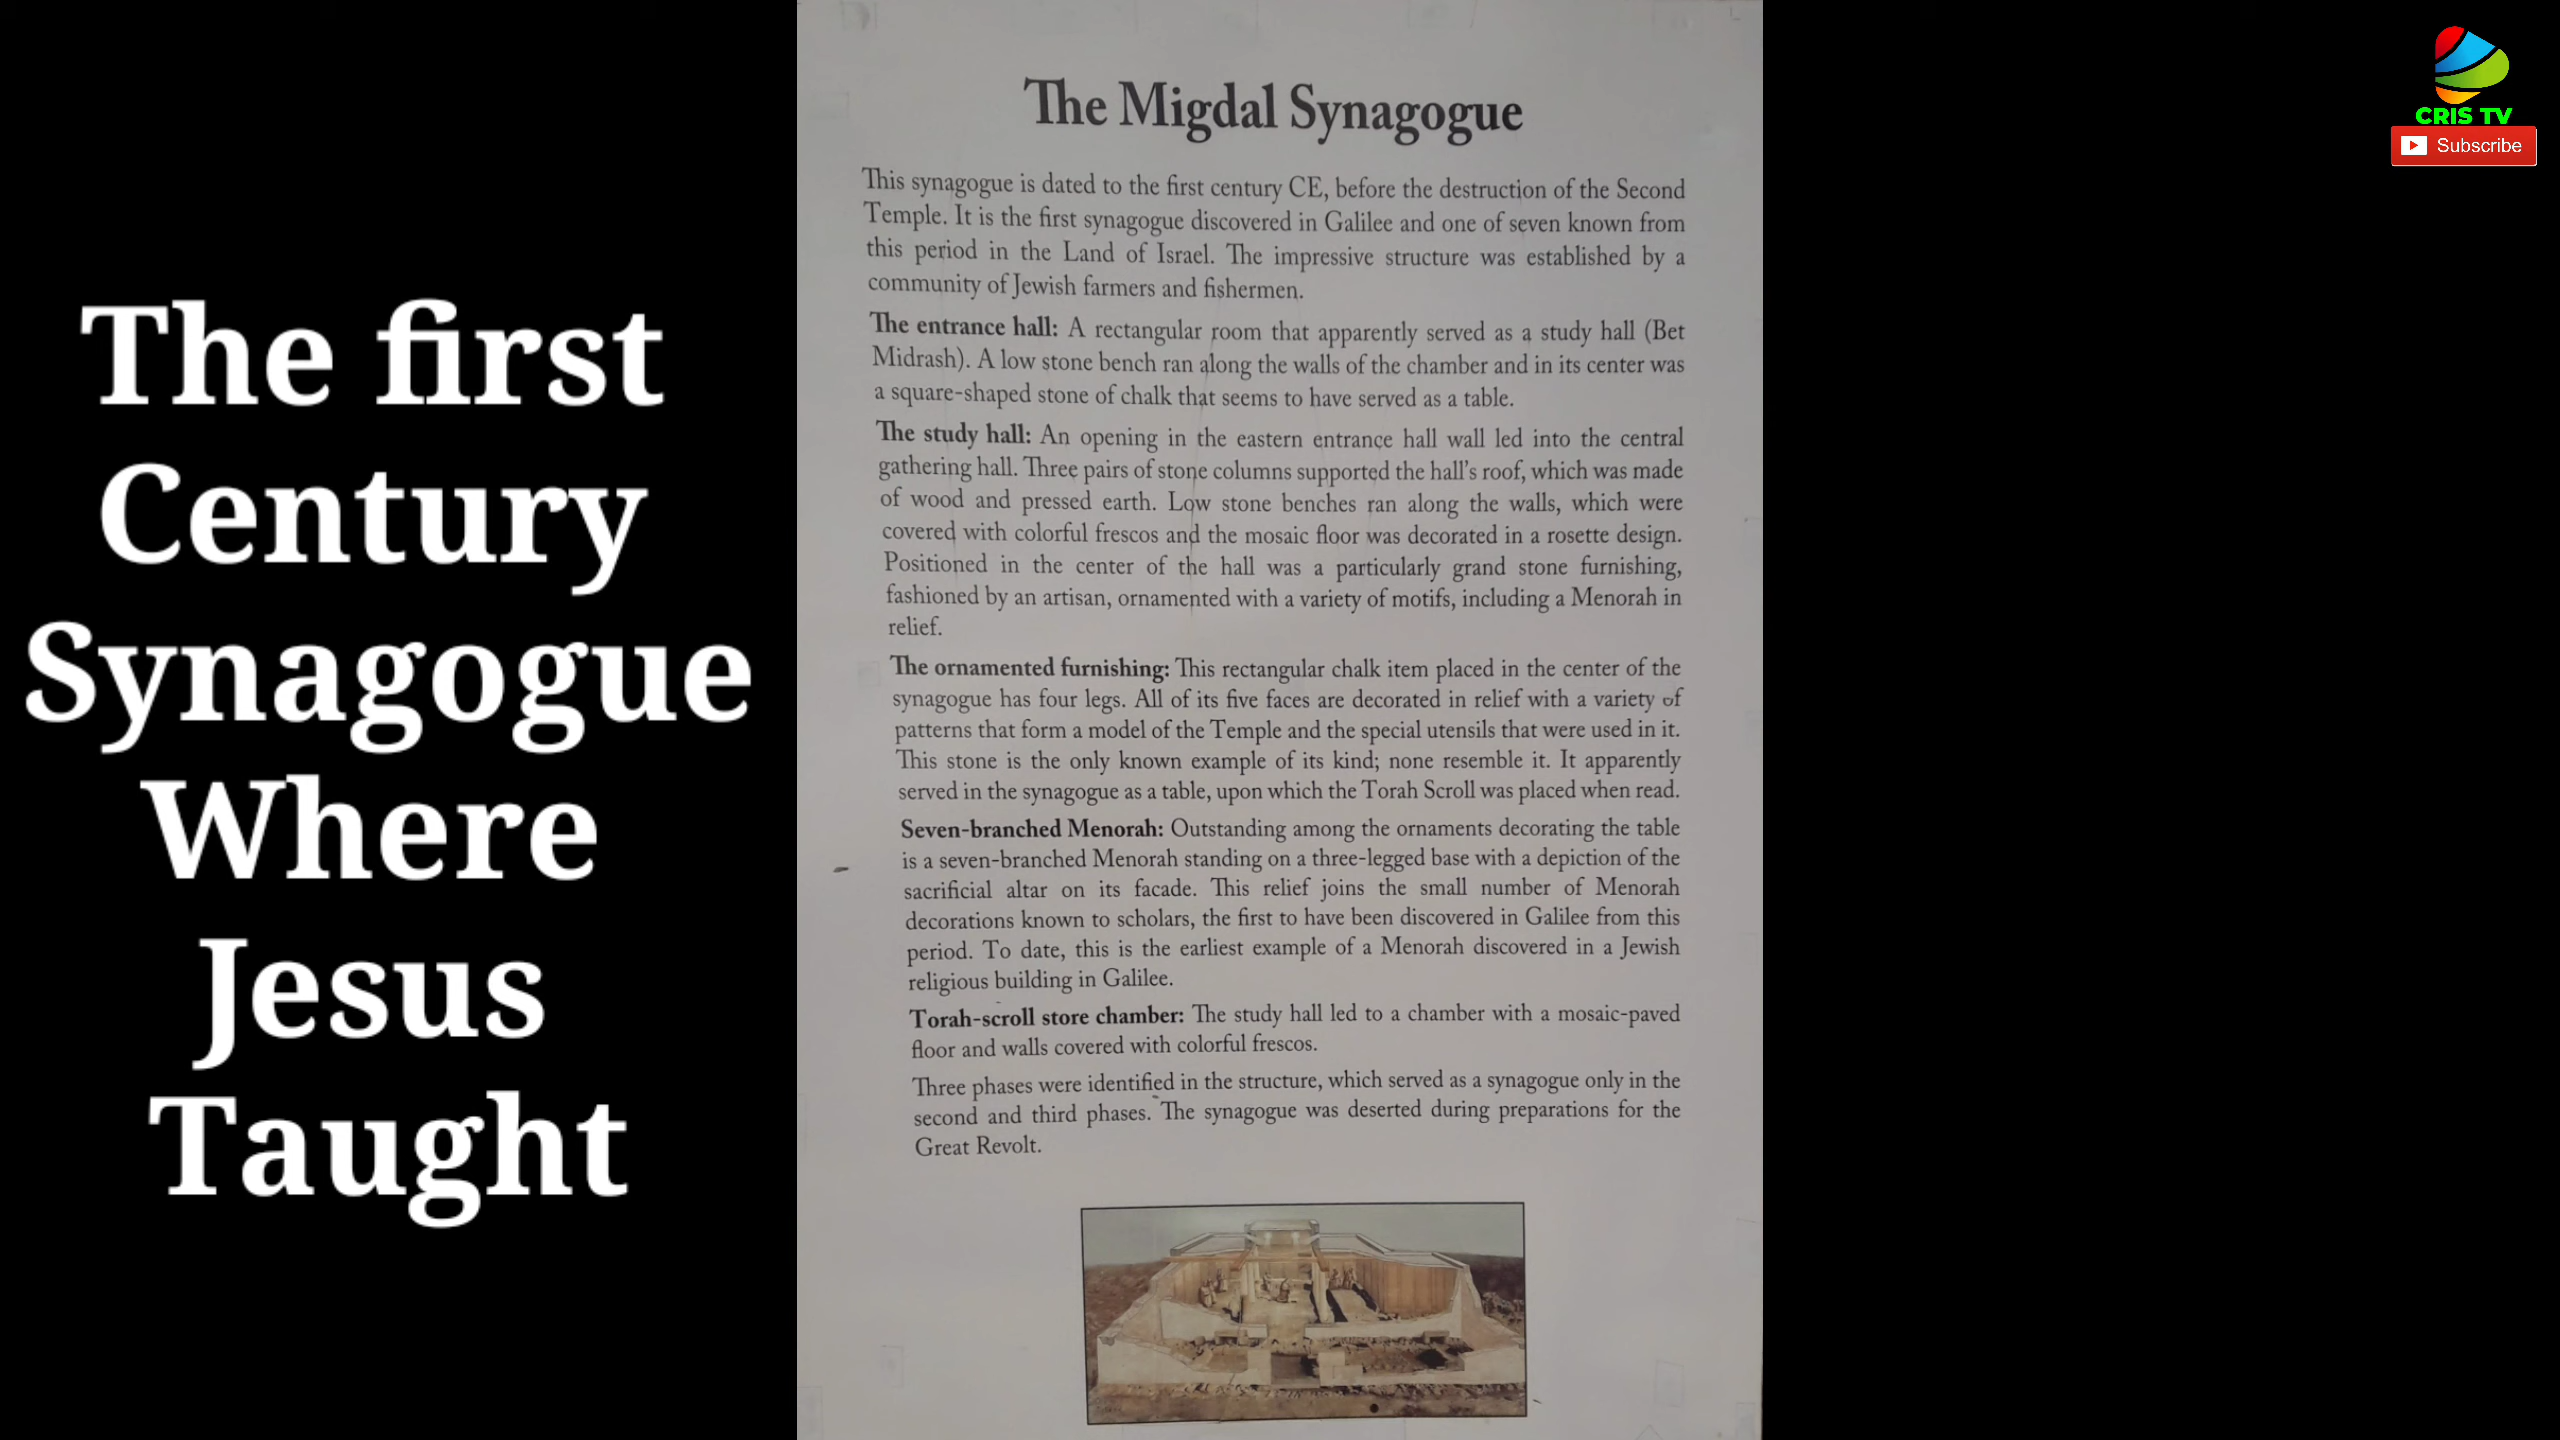 The first
Century
Synagogue
Where
Jesus
Taught
The Migdal Synagogue
This synagogue is dated to the first century CE, before the destruction of the Second
Temple. It is the first synagogue discovered in Galilee and one of seven known from
this period in the Land of Israel. The impressive structure was established by a
community of Jewish farmers and fishermen.
The entrance hall: A rectangular room that apparently served as a study hall (Bet
Midrash). A low stone bench ran along the walls of the chamber and in its center was
a square-shaped stone of chalk that seems to have served as a table.
The study hall: An opening in the eastern entrance hall wall led into the central
gathering hall. Three pairs of stone columns supported the hall's roof, which was made
of wood and pressed earth. Low stone benches ran along the walls, which were
covered with colorful frescos and the mosaic floor was decorated in a rosette design.
Positioned in the center of the hall was a particularly grand stone furnishing,
fashioned by an artisan, ornamented with a variety of motifs, including a Menorah in
relief.
The ornamented furnishing: This rectangular chalk item placed in the center of the
synagogue has four legs. All of its five faces are decorated in relief with a variety of
patterns that form a model of the Temple and the special utensils that were used in it.
This stone is the only known example of its kind; none resemble it. It apparently
served in the synagogue as a table, upon which the Torah Scroll was placed when read.
Seven-branched Menorah: Outstanding among the ornaments decorating the table
is a seven-branched Menorah standing on a three-legged base with a depiction of the
sacrificial altar on its facade. This relief joins the small number of Menorah
decorations known to scholars, the first to have been discovered in Galilee from this
period. To date, this is the earliest example of a Menorah discovered in a Jewish
religious building in Galilee.
Torah-scroll store chamber: The study hall led to a chamber with a mosaic-paved
floor and walls covered with colorful frescos.
Three phases were identified in the structure, which served as a synagogue only in the
second and third phases. The synagogue was deserted during preparations for the
Great Revolt.
CRIS TV
Subscribe